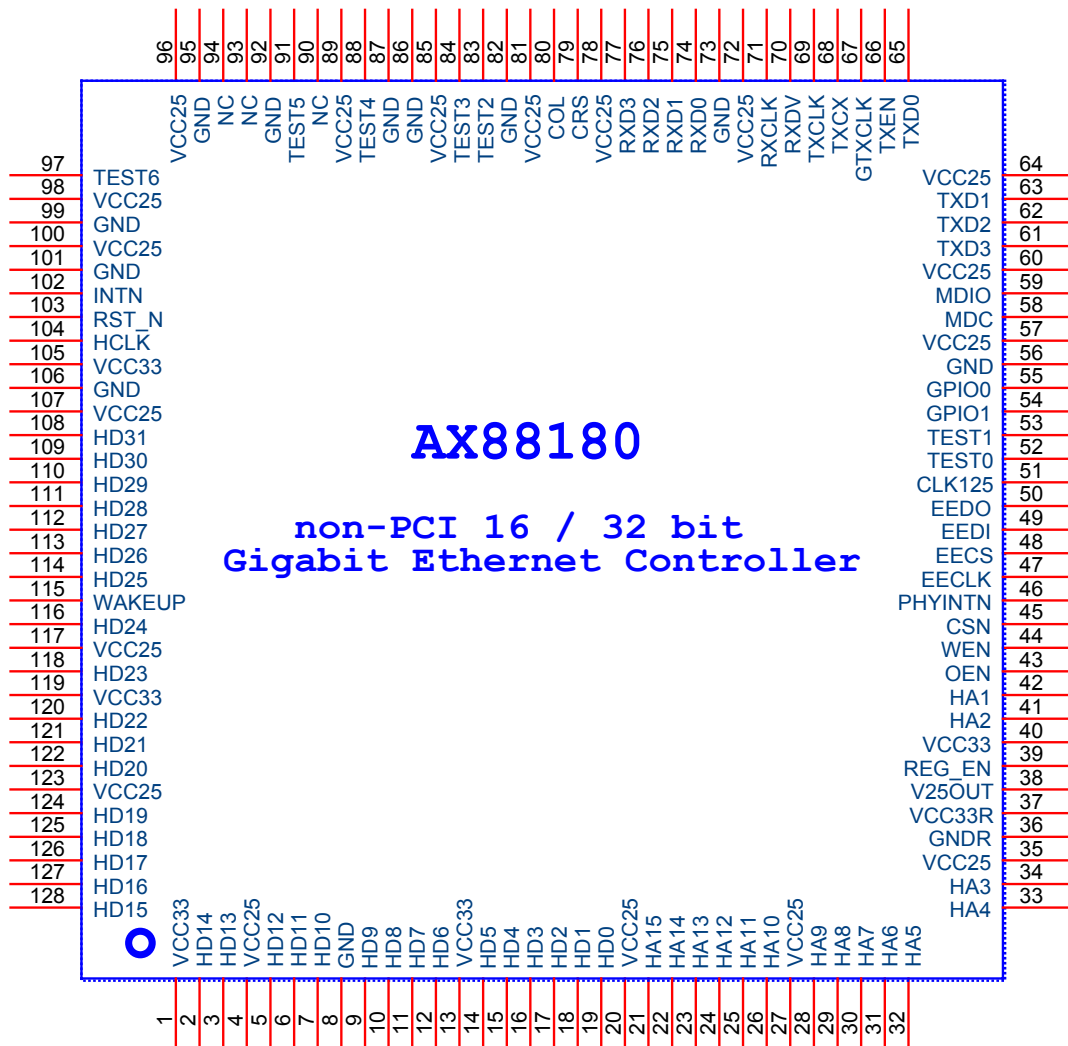 96 VCC25
95 GND
94 NC
93 NC
92 GND
91 TEST5
90 NC
89 VCC25
88 TEST4
87 GND
86 GND
85 VCC25
84 TEST3
83 TEST2
82 GND
81 VCC25
80 COL
79 CRS
78 VCC25
77 RXD3
76 RXD2
75 RXD1
74 RXD0
73 GND
72 VCC25
71 RXCLK
70 RXDV
69 TXCLK
68 TXCX
67 GTXCLK
66 TXEN
65 TXD0
97 TEST6
98 VCC25
99 GND
100 VCC25
101 GND
102 INTN
103 RST_N
104 HCLK
105 VCC33
106 GND
107 VCC25
108 HD31
109 HD30
110 HD29
111 HD28
112 HD27
113 HD26
114 HD25
115 WAKEUP
116 HD24
117 VCC25
118 HD23
119 VCC33
120 HD22
121 HD21
122 HD20
123 VCC25
124 HD19
125 HD18
126 HD17
127 HD16
128 HD15
AX88180
non-PCI 16 / 32 bit
Gigabit Ethernet Controller
VCC25 64
TXD1 63
TXD2 62
TXD3 61
VCC25 60
MDIO 59
MDC 58
VCC25 57
GND 56
GPIO0 55
GPIO1 54
TEST1 53
TEST0 52
CLK125 51
EEDO 50
EEDI 49
EECS 48
EECLK 47
PHYINTN 46
CSN 45
WEN 44
OEN 43
HA1 42
HA2 41
VCC33 40
REG_EN 39
V25OUT 38
VCC33R 37
GNDR 36
VCC25 35
HA3 34
HA4 33
VCC33 1
HD14 2
HD13 3
VCC25 4
HD12 5
HD11 6
HD10 7
GND 8
HD9 9
HD8 10
HD7 11
HD6 12
VCC33 13
HD5 14
HD4 15
HD3 16
HD2 17
HD1 18
HD0 19
VCC25 20
HA15 21
HA14 22
HA13 23
HA12 24
HA11 25
HA10 26
VCC25 27
HA9 28
HA8 29
HA7 30
HA6 31
HA5 32